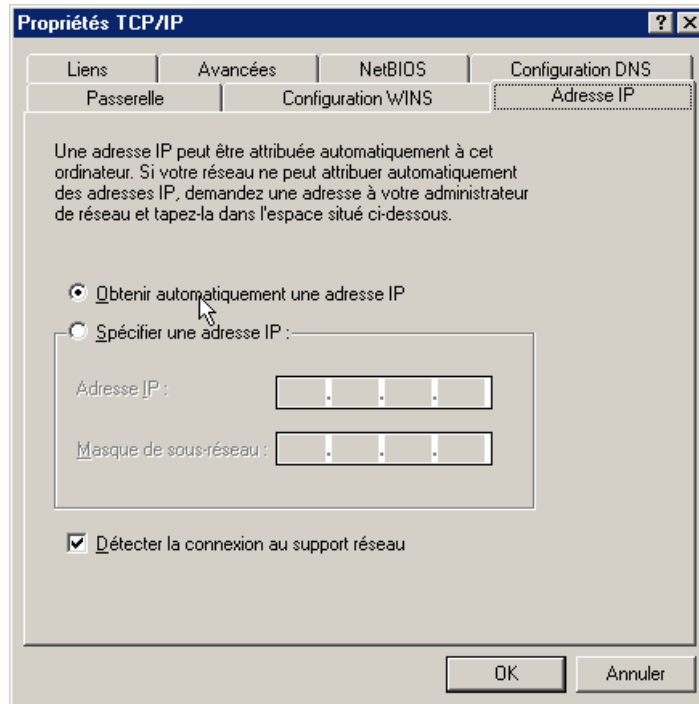 Propriétés TCP/IP
Liens Avancées NetBIOS Configuration DNS
Passerelle Configuration WINS Adresse IP
Une adresse IP peut être attribuée automatiquement à cet
ordinateur. Si votre réseau ne peut attribuer automatiquement
des adresses IP, demandez une adresse à votre administrateur
de réseau et tapez-la dans l'espace situé ci-dessous.
Obtenir automatiquement une adresse IP
Spécifier une adresse IP :
Adresse IP :
Masque de sous-réseau :
Détecter la connexion au support réseau
OK Annuler